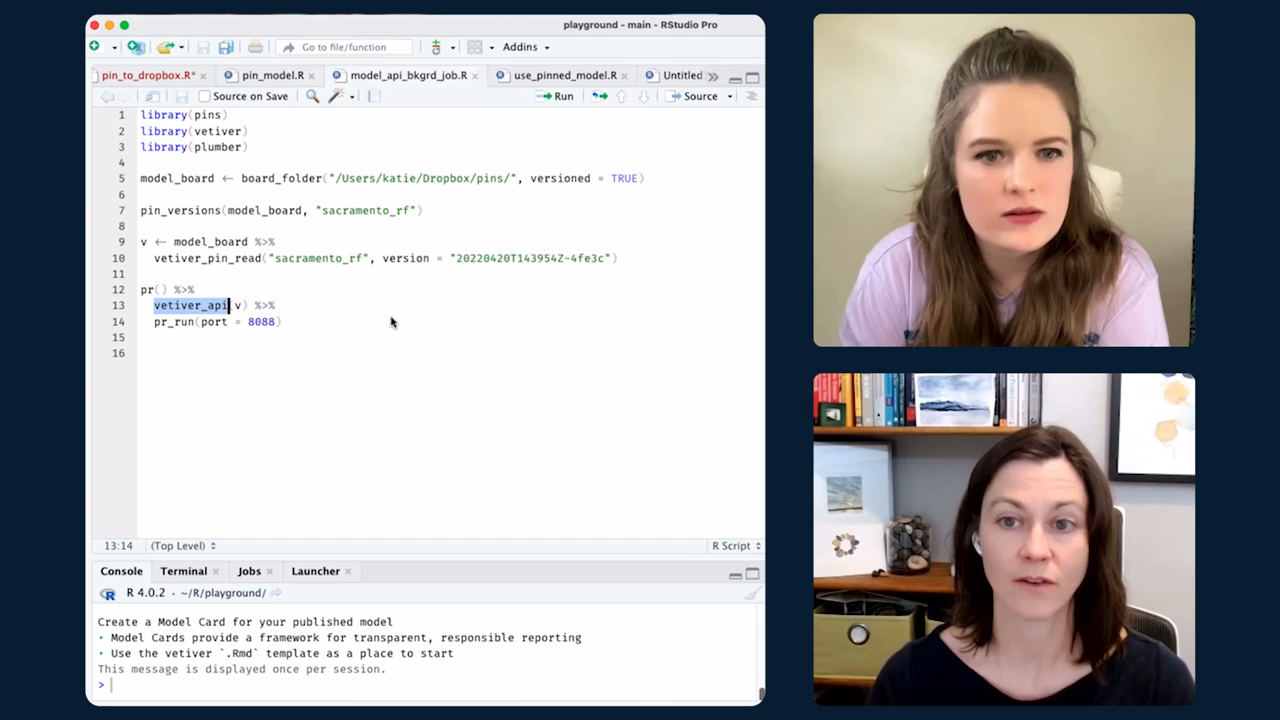 playground - main - RStudio Pro
Go to file/function
Addins
pin_to_dropbox.R*
pin_model.R
model_api_bkgrd_job.R
use_pinned_model.R
Untitled
Source on Save
Run
Source
1 library(pins)
2 library(vetiver)
3 library(plumber)
4
5 model_board <- board_folder("/Users/katie/Dropbox/pins/", versioned = TRUE)
6
7 pin_versions(model_board, "sacramento_rf")
8
9 v <- model_board %>%
10 vetiver_pin_read("sacramento_rf", version = "20220420T143954Z-4fe3c")
11
12 pr() %>%
13 vetiver_api(v) %>%
14 pr_run(port = 8088)
15
16
13:14 (Top Level) R Script
Console Terminal Jobs Launcher
R 4.0.2 · ~/R/playground/
Create a Model Card for your published model
• Model Cards provide a framework for transparent, responsible reporting
• Use the vetiver `.Rmd` template as a place to start
This message is displayed once per session.
>